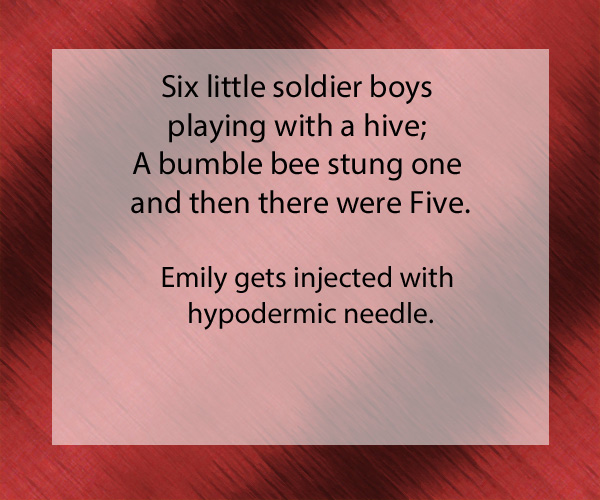 Six little soldier boys
playing with a hive;
A bumble bee stung one
and then there were Five.
Emily gets injected with
hypodermic needle.